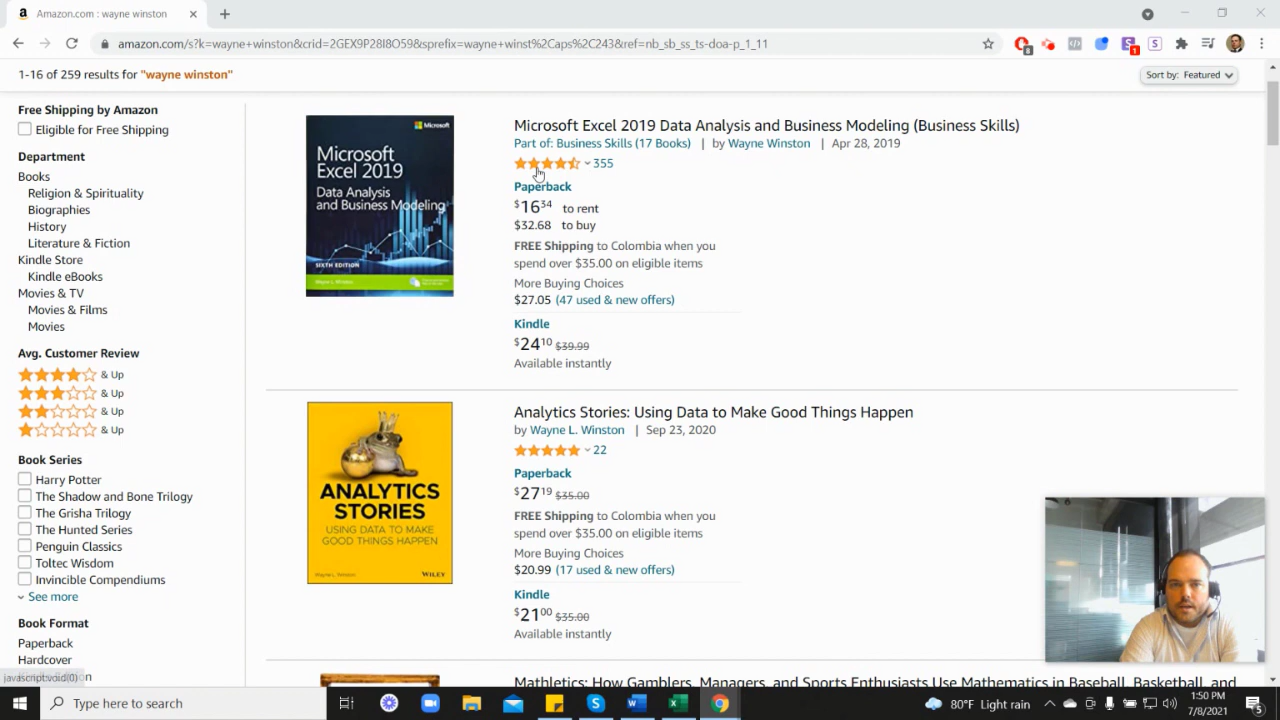 Amazon.com : wayne winston
amazon.com/s?k=wayne+winston&crid=2GEX9P28I8O59&sprefix=wayne+winst%2Caps%2C243&ref=nb_sb_ss_ts-doa-p_1_11
8
1
1-16 of 259 results for "wayne winston"
Sort by: Featured
Free Shipping by Amazon
Eligible for Free Shipping
Department
Books
Religion & Spirituality
Biographies
History
Literature & Fiction
Kindle Store
Kindle eBooks
Movies & TV
Movies & Films
Movies
Avg. Customer Review
& Up
& Up
& Up
& Up
Book Series
Harry Potter
The Shadow and Bone Trilogy
The Grisha Trilogy
The Hunted Series
Penguin Classics
Toltec Wisdom
Invincible Compendiums
See more
Book Format
Paperback
Hardcover
javascript:void(0)
Microsoft
Microsoft
Excel 2019
Data Analysis
and Business Modeling
SIXTH EDITION
Wayne L. Winston
Microsoft Excel 2019 Data Analysis and Business Modeling (Business Skills)
Part of: Business Skills (17 Books) | by Wayne Winston | Apr 28, 2019
355
Paperback
$16 34 to rent
$32.68 to buy
FREE Shipping to Colombia when you
spend over $35.00 on eligible items
More Buying Choices
$27.05 (47 used & new offers)
Kindle
$24 10 $39.99
Available instantly
ANALYTICS
STORIES
USING DATA TO MAKE
GOOD THINGS HAPPEN
Wayne L. Winston
WILEY
Analytics Stories: Using Data to Make Good Things Happen
by Wayne L. Winston | Sep 23, 2020
22
Paperback
$27 19 $35.00
FREE Shipping to Colombia when you
spend over $35.00 on eligible items
More Buying Choices
$20.99 (17 used & new offers)
Kindle
$21 00 $35.00
Available instantly
Mathletics: How Gamblers, Managers, and Sports Enthusiasts Use Mathematics in Baseball, Basketball, and
Type here to search
80°F Light rain
1:50 PM
7/8/2021
5